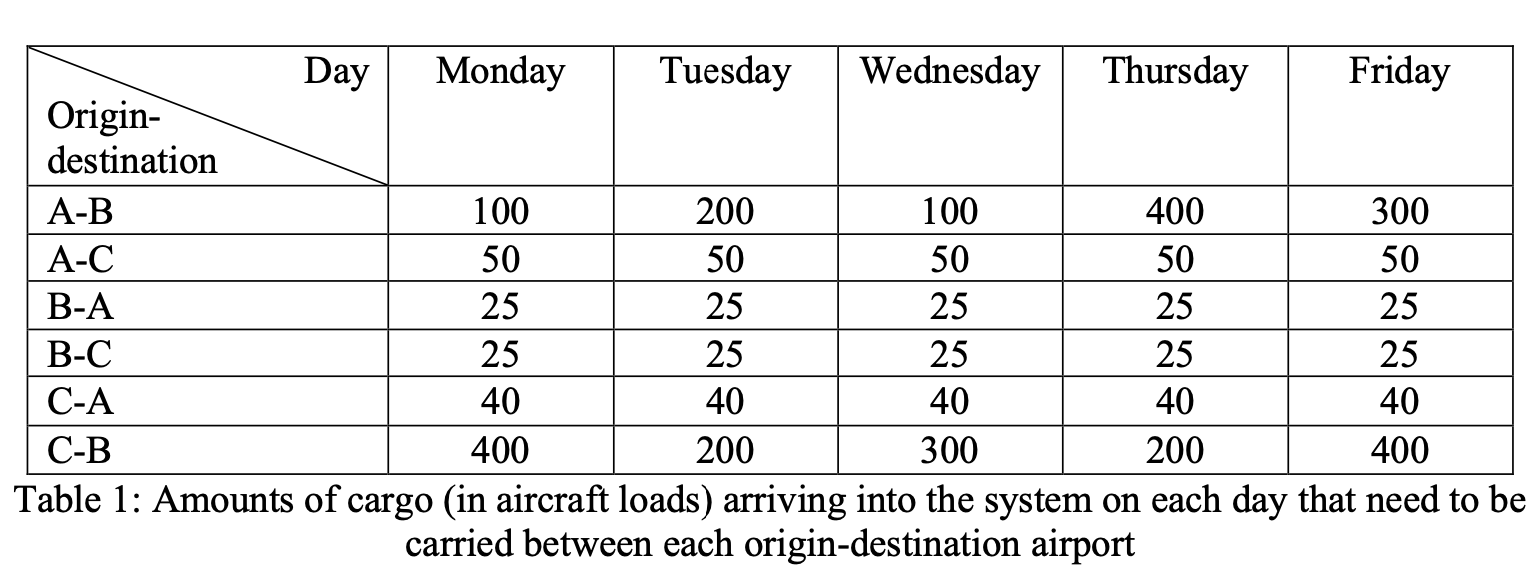 Day Monday Tuesday Wednesday Thursday Friday
Origin-
destination
A-B 100 200 100 400 300
A-C 50 50 50 50 50
B-A 25 25 25 25 25
B-C 25 25 25 25 25
C-A 40 40 40 40 40
C-B 400 200 300 200 400
Table 1: Amounts of cargo (in aircraft loads) arriving into the system on each day that need to be
carried between each origin-destination airport